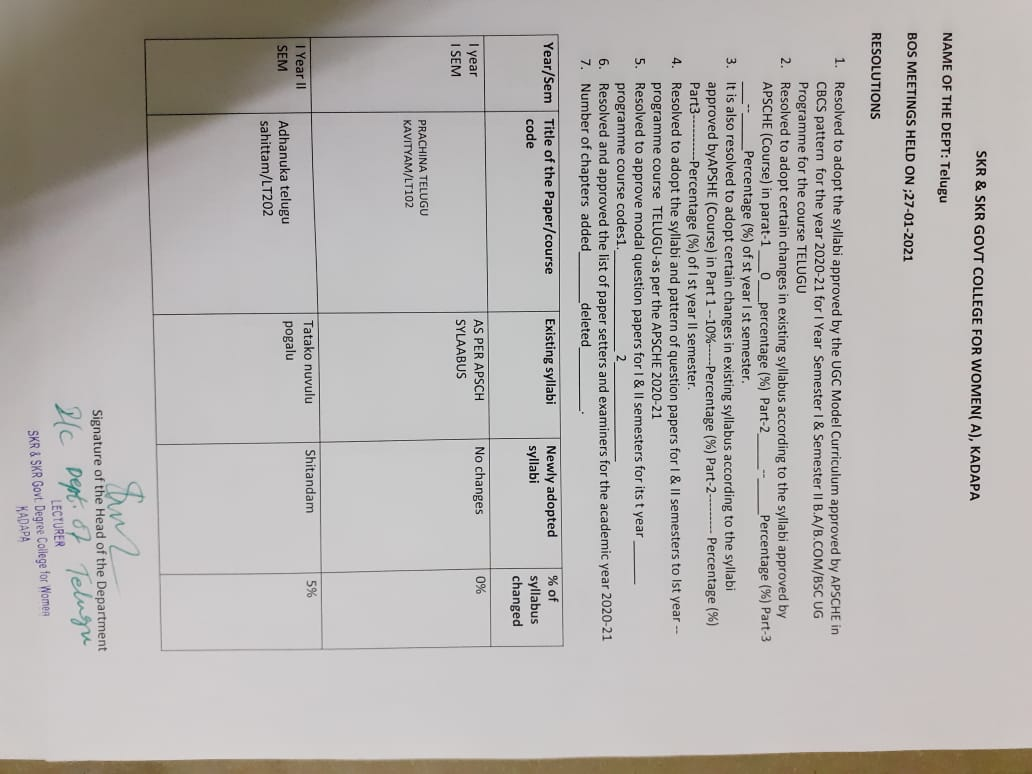 SKR & SKR GOVT COLLEGE FOR WOMEN( A), KADAPA
NAME OF THE DEPT: Telugu
BOS MEETINGS HELD ON ;27-01-2021
RESOLUTIONS
1. Resolved to adopt the syllabi approved by the UGC Model Curriculum approved by APSCHE in
CBCS pattern for the year 2020-21 for I Year Semester I & Semester II B.A/B.COM/BSC UG
Programme for the course TELUGU
2. Resolved to adopt certain changes in existing syllabus according to the syllabi approved by
APSCHE (Course) in parat-1 ___0___percentage (%) Part-2______--______Percentage (%) Part-3
___--______Percentage (%) of st year I st semester.
3. It is also resolved to adopt certain changes in existing syllabus according to the syllabi
approved byAPSHE (Course) in Part 1 --10%------Percentage (%) Part-2----------- Percentage (%)
Part3-----------Percentage (%) of I st year II semester.
4. Resolved to adopt the syllabi and pattern of question papers for I & II semesters to Ist year --
programme course TELUGU-as per the APSCHE 2020-21
5. Resolved to approve modal question papers for I & II semesters for its t year ______
programme course codes1.______________2______________
6. Resolved and approved the list of paper setters and examiners for the academic year 2020-21
7. Number of chapters added_______deleted________.
Year/Sem Title of the Paper/course Existing syllabi Newly adopted % of
code syllabi syllabus
changed
I year AS PER APSCH No changes 0%
I SEM SYLAABUS
PRACHINA TELUGU
KAVITYAM/LT102
I Year II Tatako nuvulu Shitandam 5%
SEM Adhanuka telugu pogalu
sahittam/LT202
Signature of the Head of the Department
I/c Dept. of Telugu
LECTURER
SKR & SKR Govt. Degree College for Women
KADAPA